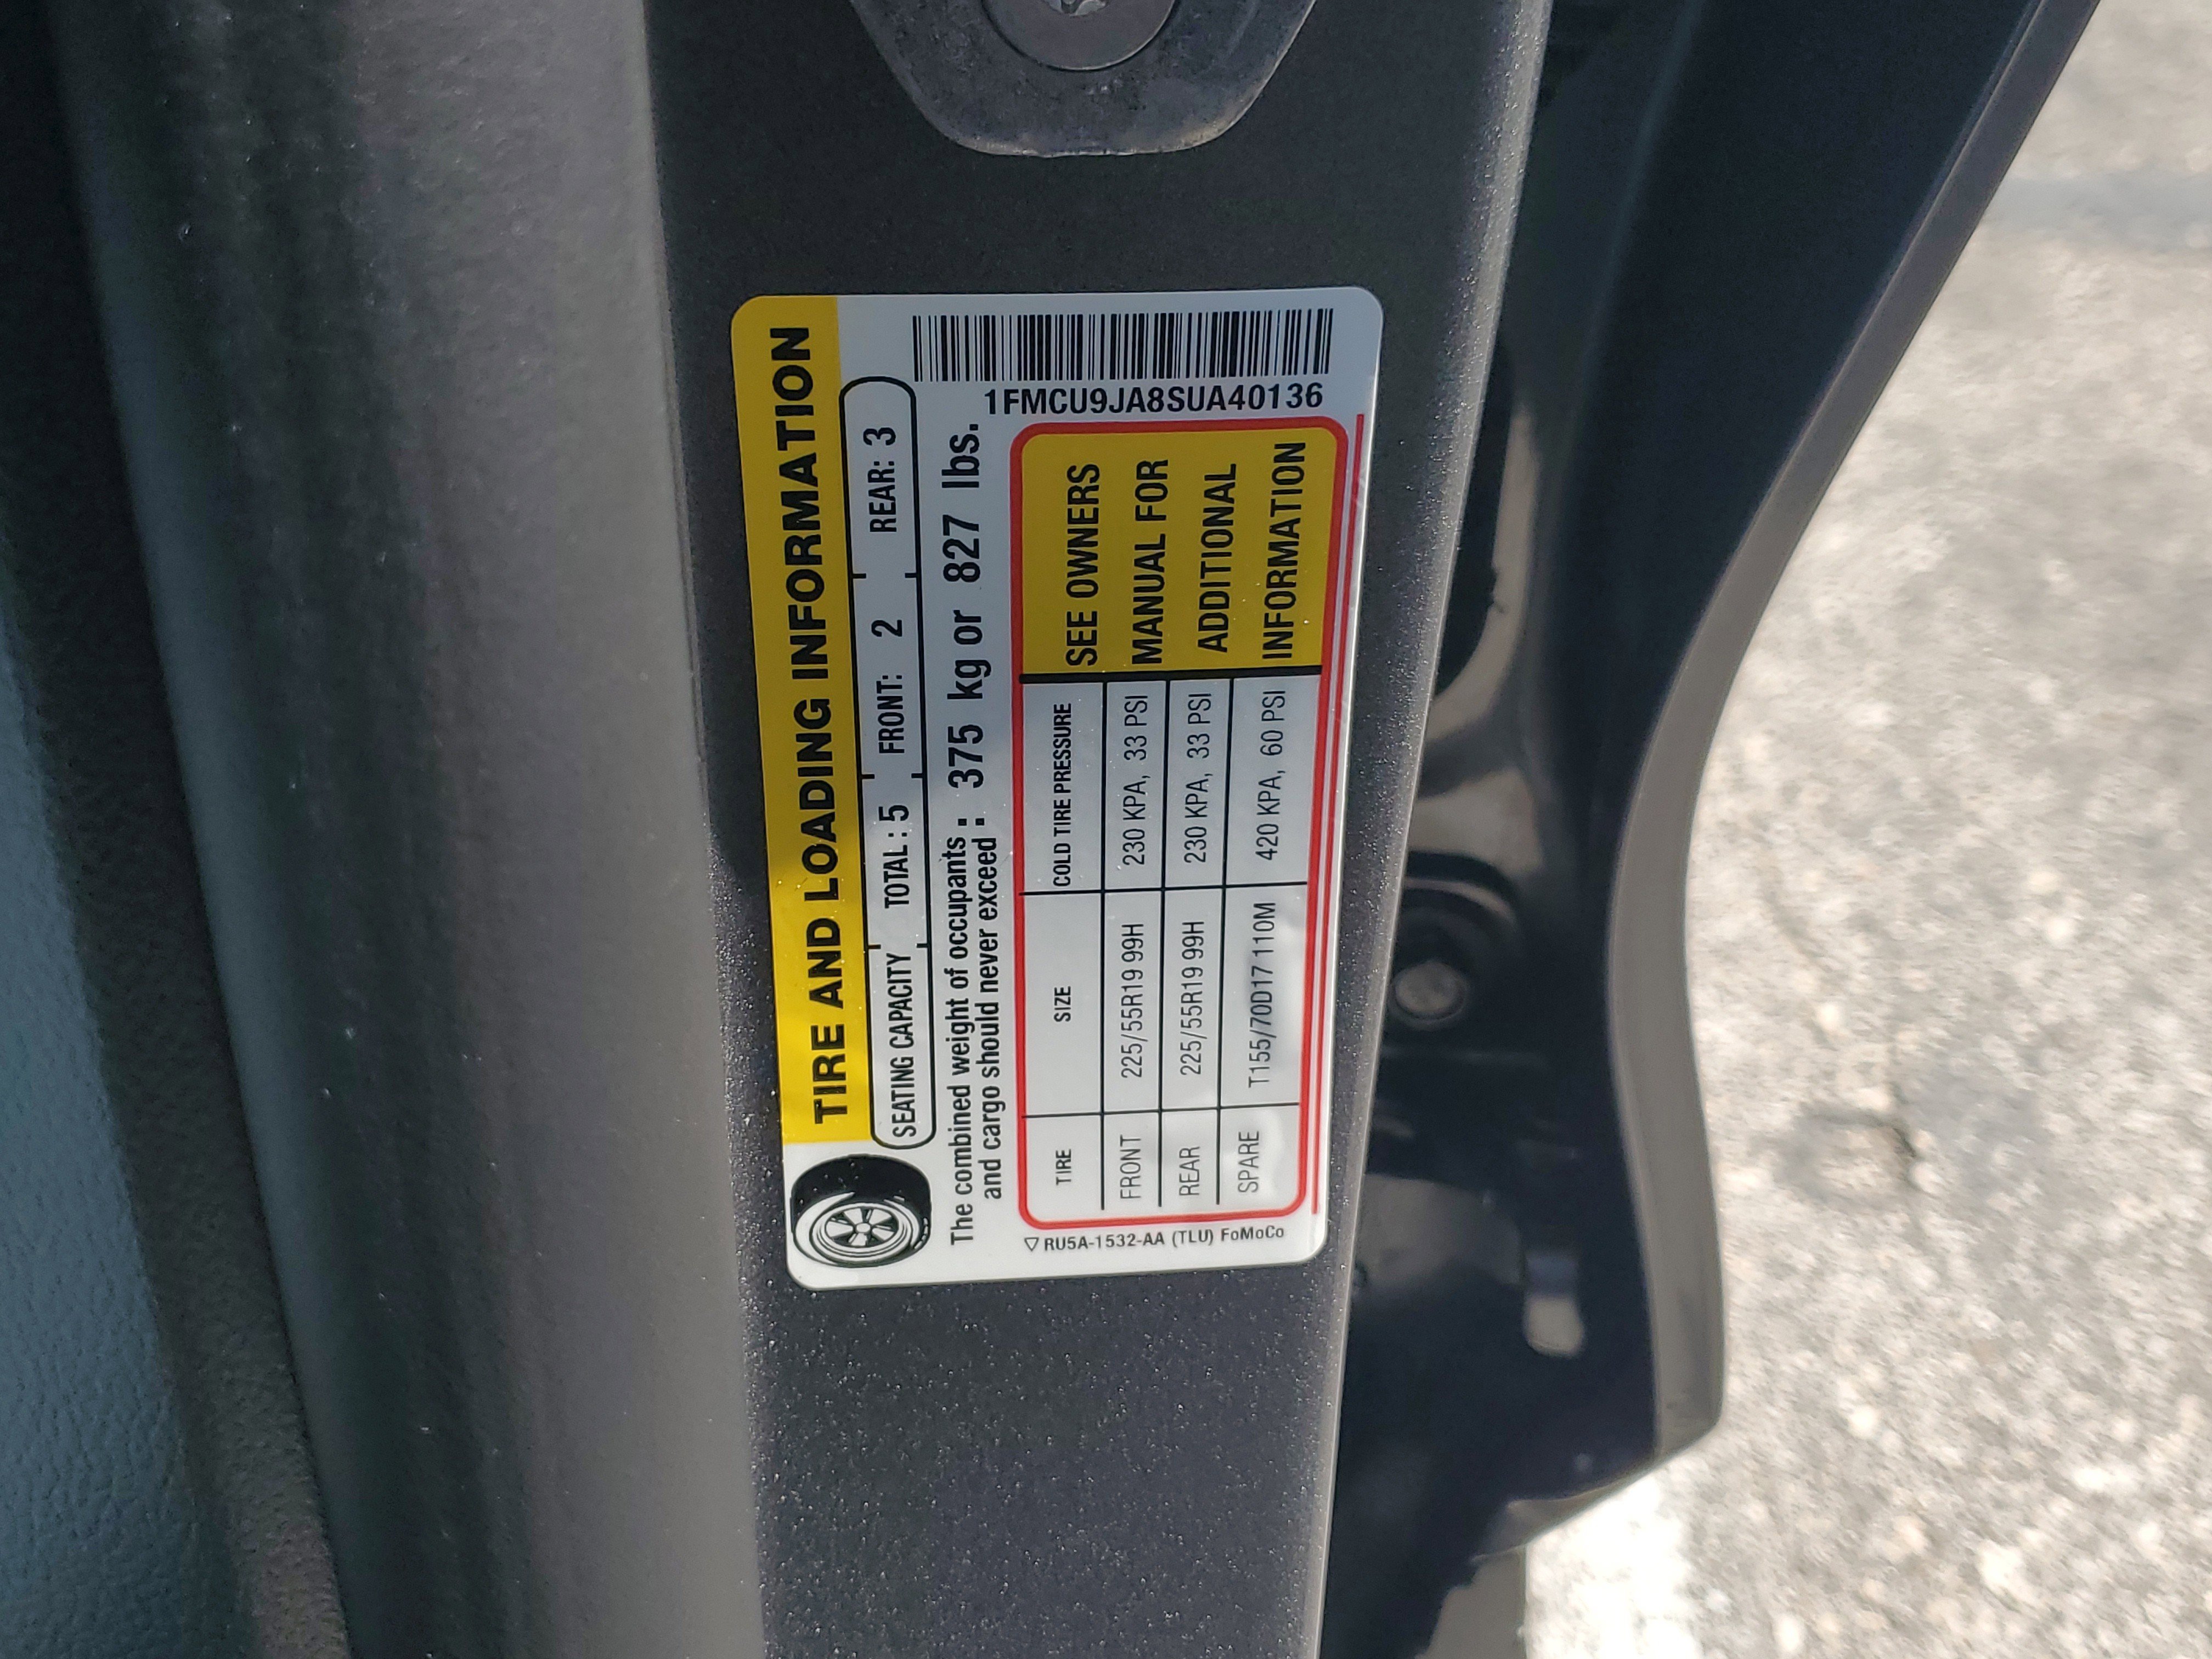 TIRE AND LOADING INFORMATION
SEATING CAPACITY TOTAL : 5 FRONT: 2 REAR: 3
The combined weight of occupants : 375 kg or 827 lbs.
and cargo should never exceed :
1FMCU9JA8SUA40136
TIRE SIZE COLD TIRE PRESSURE
FRONT 225/55R19 99H 230 KPA, 33 PSI
REAR 225/55R19 99H 230 KPA, 33 PSI
SPARE T155/70D17 110M 420 KPA, 60 PSI
SEE OWNERS
MANUAL FOR
ADDITIONAL
INFORMATION
RU5A-1532-AA (TLU) FoMoCo